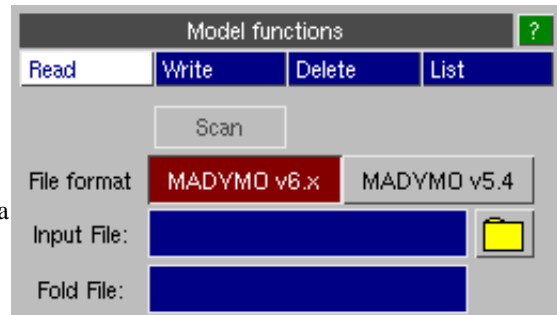 Model functions ?
Read Write Delete List
Scan
File format MADYMO v6.x MADYMO v5.4
a
Input File:
Fold File: